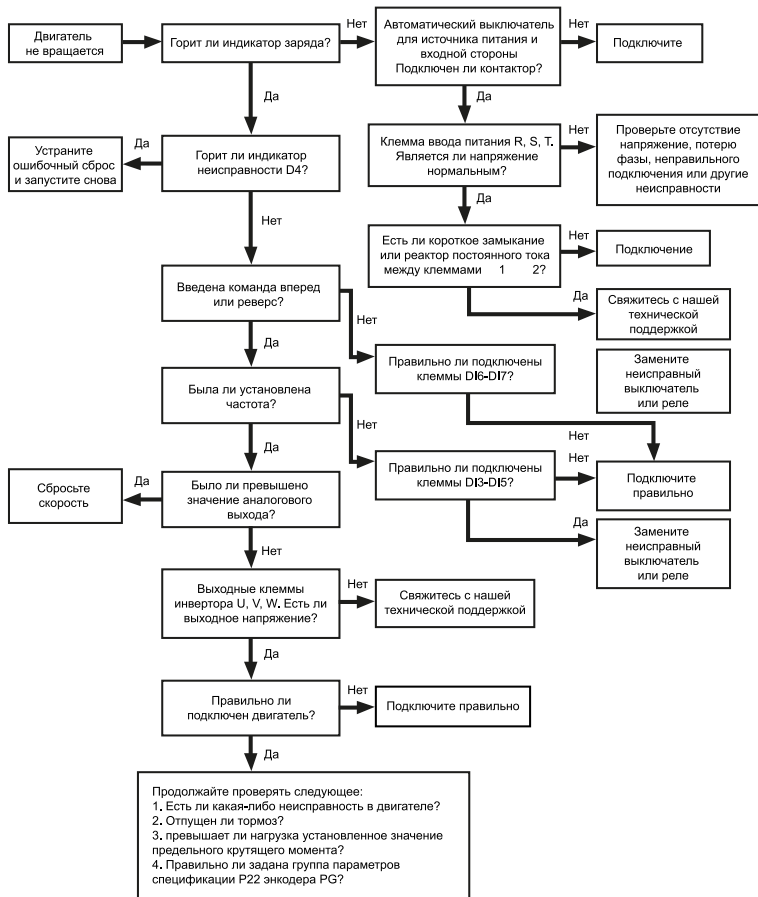 Двигатель
не вращается
Горит ли индикатор заряда?
Нет
Автоматический выключатель
для источника питания и
входной стороны
Подключен ли контактор?
Нет
Подключите
Да
Да
Устраните
ошибочный сброс
и запустите снова
Да
Горит ли индикатор
неисправности D4?
Клемма ввода питания R, S, T.
Является ли напряжение
нормальным?
Нет
Проверьте отсутствие
напряжение, потерю
фазы, неправильного
подключения или другие
неисправности
Нет
Да
Есть ли короткое замыкание
или реактор постоянного тока
между клеммами 1 2?
Нет
Подключение
Введена команда вперед
или реверс?
Нет
Да
Свяжитесь с нашей
технической
поддержкой
Да
Правильно ли подключены
клеммы DI6-DI7?
Замените
неисправный
выключатель
или реле
Была ли установлена
частота?
Нет
Нет
Да
Правильно ли подключены
клеммы DI3-DI5?
Нет
Подключите
правильно
Сбросьте
скорость
Да
Было ли превышено
значение аналогового
выхода?
Да
Замените
неисправный
выключатель
или реле
Нет
Выходные клеммы
инвертора U, V, W. Есть ли
выходное напряжение?
Нет
Свяжитесь с нашей
технической поддержкой
Да
Правильно ли
подключен двигатель?
Нет
Подключите правильно
Да
Продолжайте проверять следующее:
1. Есть ли какая-либо неисправность в двигателе?
2. Отпущен ли тормоз?
3. превышает ли нагрузка установленное значение
предельного крутящего момента?
4. Правильно ли задана группа параметров
спецификации P22 энкодера PG?